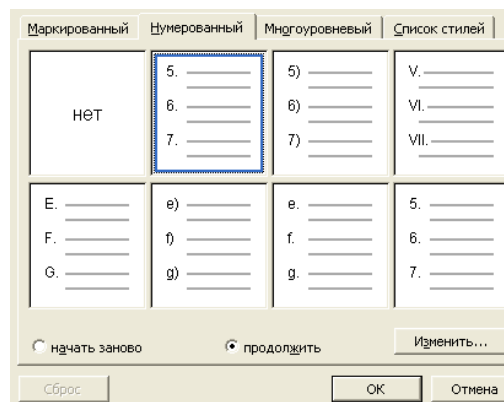 Маркированный Нумерованный Многоуровневый Список стилей
нет
5.
6.
7.
5)
6)
7)
V.
VI.
VII.
E.
F.
G.
e)
f)
g)
e.
f.
g.
5.
6.
7.
начать заново продолжить Изменить...
Сброс ОК Отмена